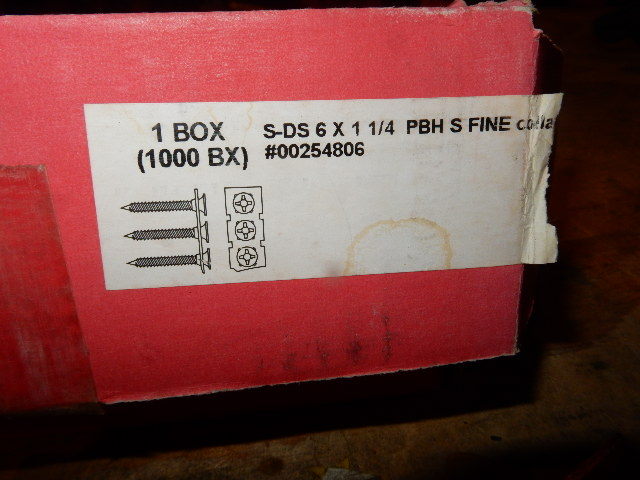 1 BOX
(1000 BX)
S-DS 6 X 1 1/4 PBH S FINE
#00254806